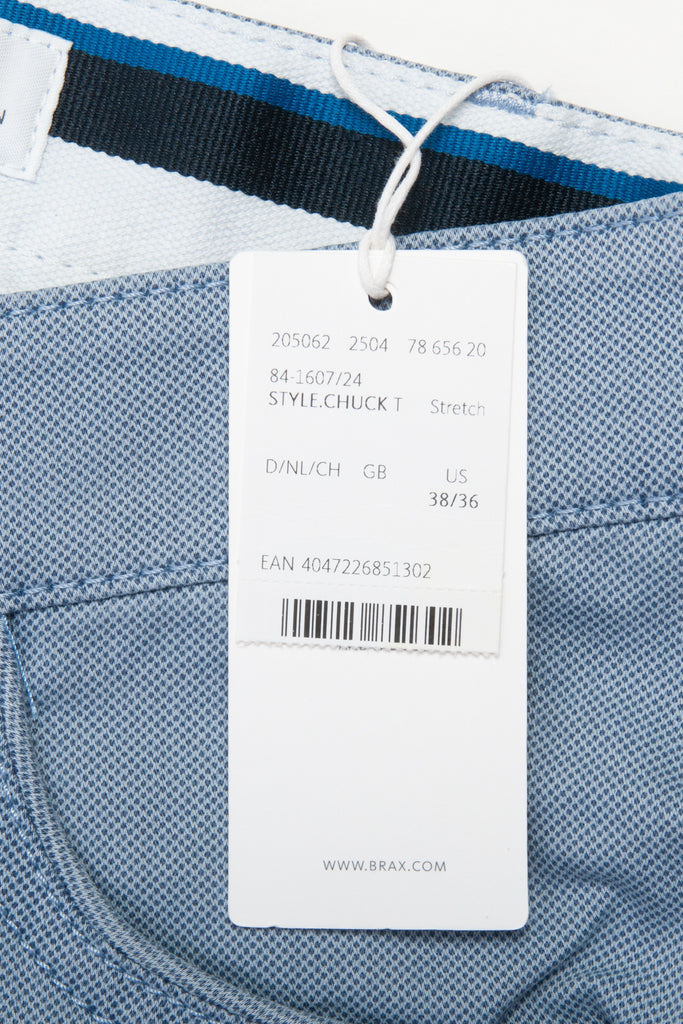 205062 2504 78 656 20
84-1607/24
STYLE.CHUCK T Stretch
D/NL/CH GB US
38/36
EAN 4047226851302
WWW.BRAX.COM